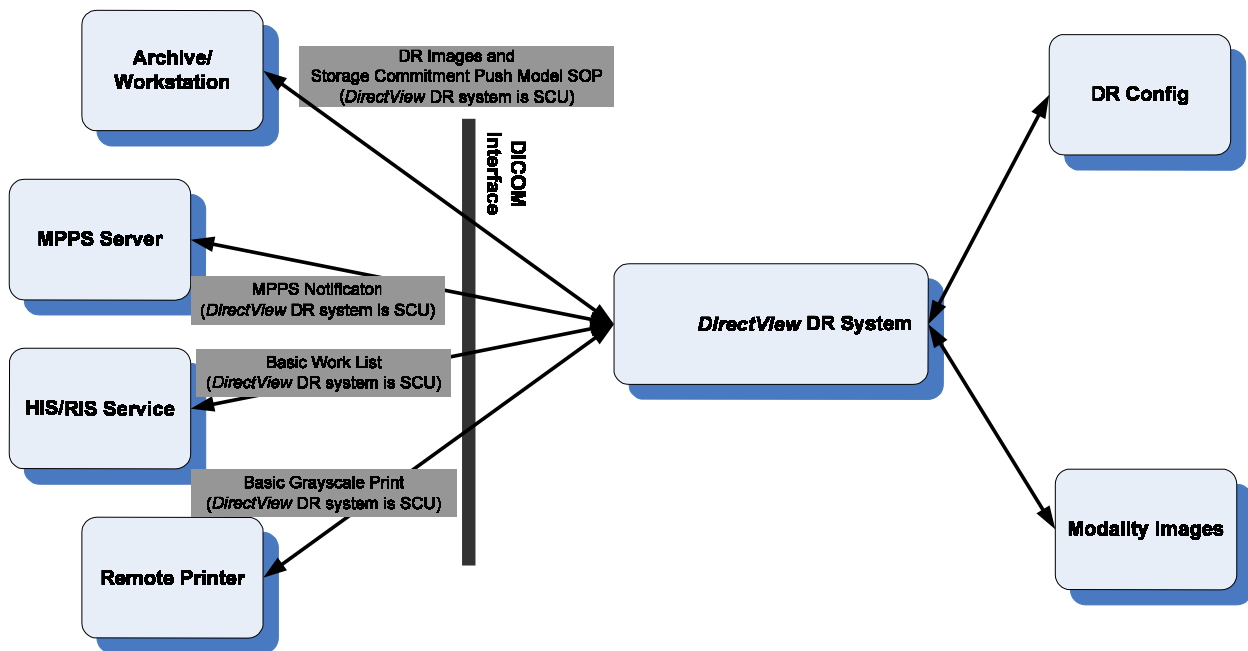 Archive/
Workstation
DR Images and
Storage Commitment Push Model SOP
(DirectView DR system is SCU)
DICOM
Interface
DR Config
MPPS Server
MPPS Notificaton
(DirectView DR system is SCU)
DirectView DR System
Basic Work List
(DirectView DR system is SCU)
HIS/RIS Service
Basic Grayscale Print
(DirectView DR system is SCU)
Modality Images
Remote Printer